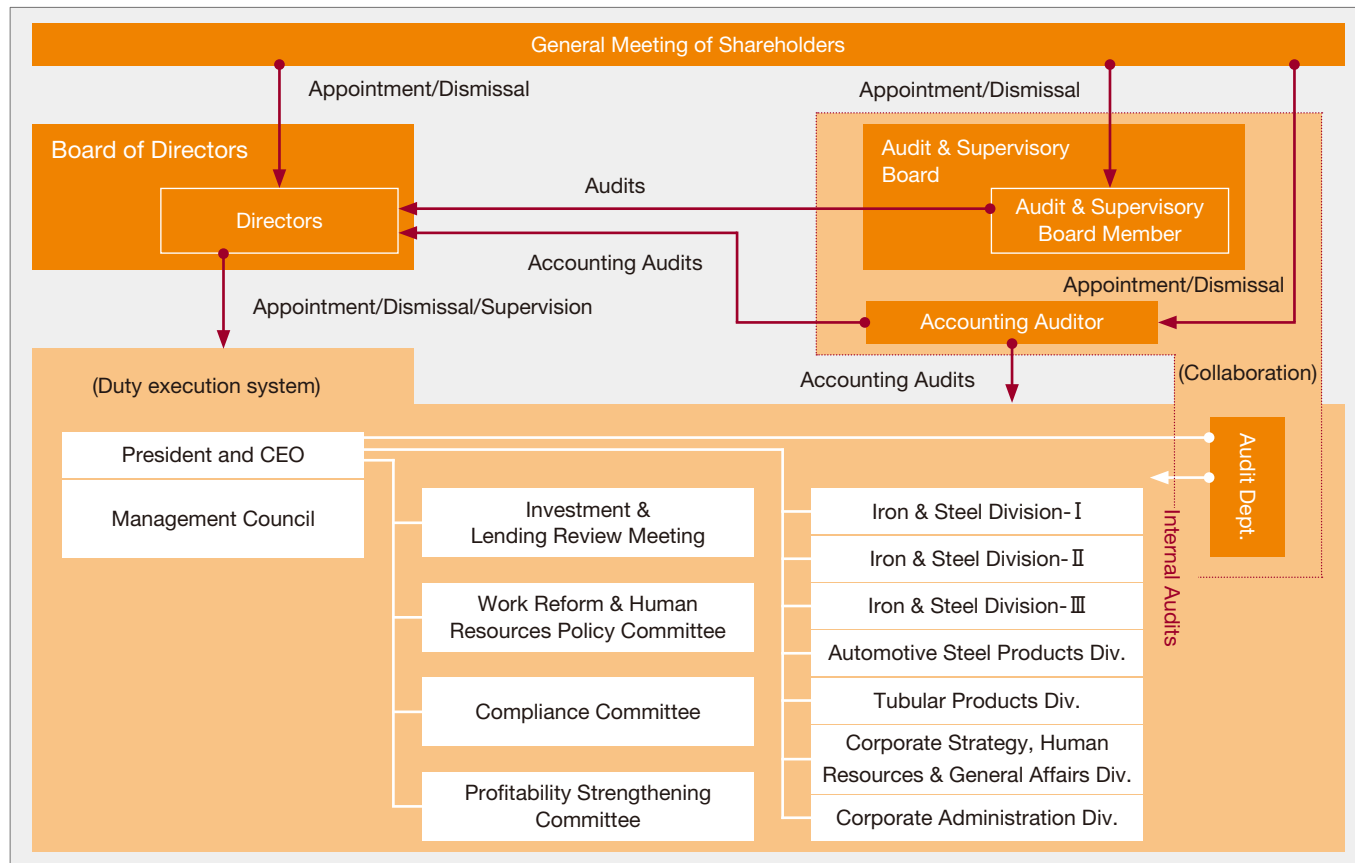 General Meeting of Shareholders
Appointment/Dismissal
Appointment/Dismissal
Board of Directors
Directors
Audits
Accounting Audits
Audit & Supervisory
Board
Audit & Supervisory
Board Member
Appointment/Dismissal
Accounting Auditor
Appointment/Dismissal/Supervision
Accounting Audits
(Collaboration)
(Duty execution system)
President and CEO
Management Council
Investment &
Lending Review Meeting
Work Reform & Human
Resources Policy Committee
Compliance Committee
Profitability Strengthening
Committee
Iron & Steel Division-Ⅰ
Iron & Steel Division-Ⅱ
Iron & Steel Division-Ⅲ
Automotive Steel Products Div.
Tubular Products Div.
Corporate Strategy, Human
Resources & General Affairs Div.
Corporate Administration Div.
Internal Audits
Audit Dept.